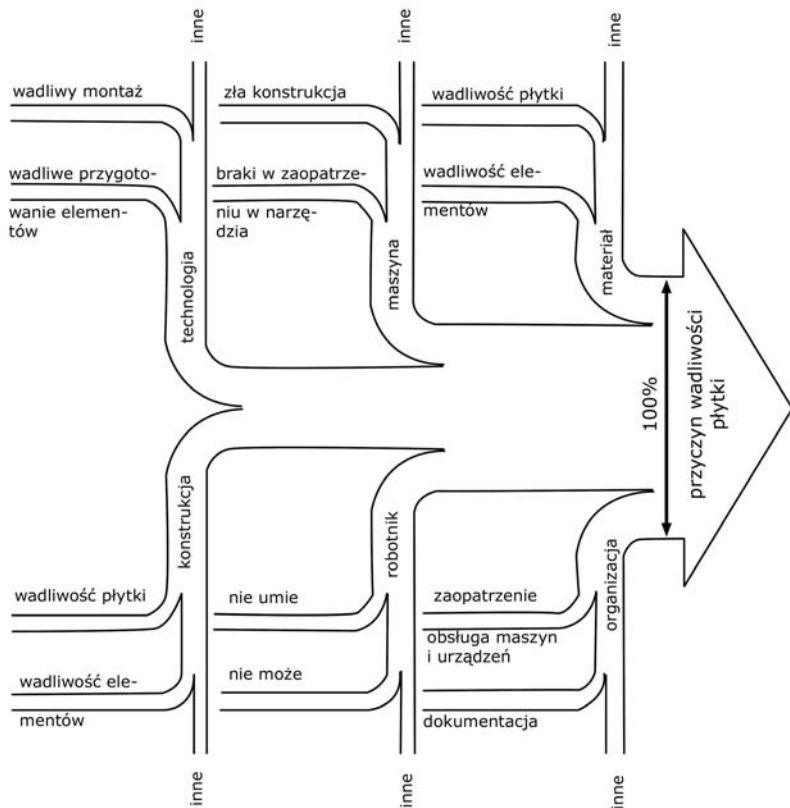 inne
inne
inne
wadliwy montaż
zła konstrukcja
wadliwość płytki
wadliwe przygoto-
wanie elemen-
tów
braki w zaopatrze-
niu w narzę-
dzia
wadliwość ele-
mentów
technologia
maszyna
materiał
100%
przyczyn wadliwości
płytki
konstrukcja
robotnik
organizacja
wadliwość płytki
nie umie
zaopatrzenie
obsługa maszyn
i urządzeń
wadliwość ele-
mentów
nie może
dokumentacja
inne
inne
inne